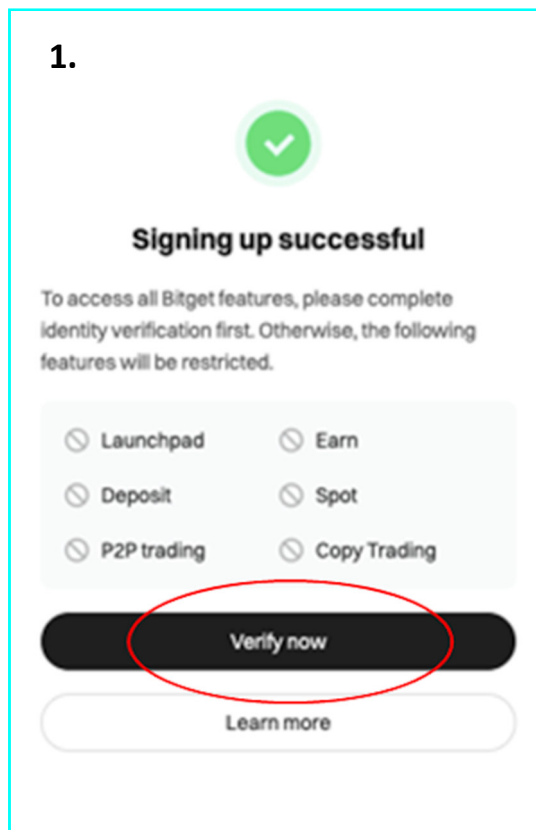 1.
Signing up successful
To access all Bitget features, please complete
identity verification first. Otherwise, the following
features will be restricted.
Launchpad
Earn
Deposit
Spot
P2P trading
Copy Trading
Verify now
Learn more